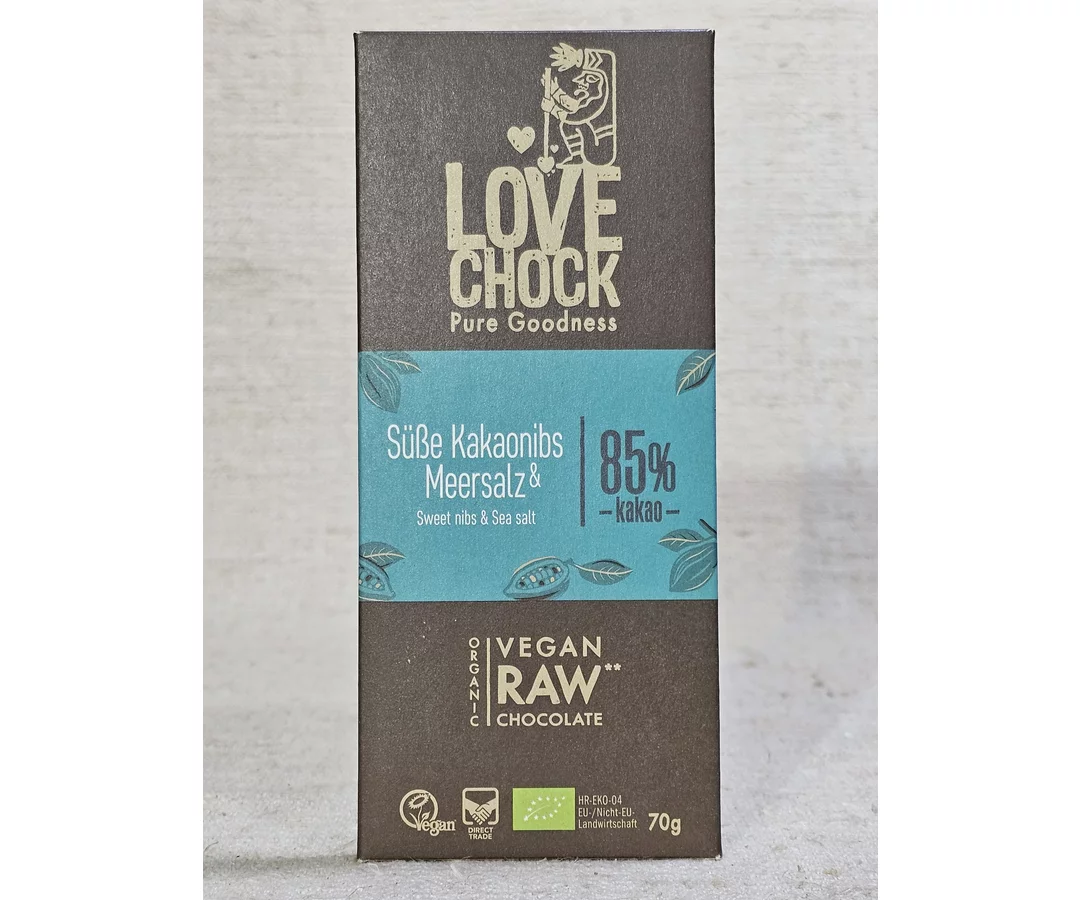 LOVE
CHOCK
Pure Goodness
Süße Kakaonibs
Meersalz &
Sweet nibs & Sea salt
85%
– kakao –
ORGANIC
VEGAN
RAW**
CHOCOLATE
Vegan
DIRECT
TRADE
HR-EKO-04
EU-/Nicht-EU-
Landwirtschaft
70g